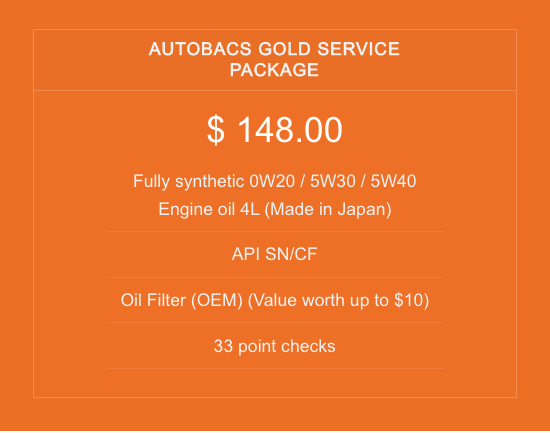 AUTOBACS GOLD SERVICE
PACKAGE
$ 148.00
Fully synthetic 0W20 / 5W30 / 5W40
Engine oil 4L (Made in Japan)
API SN/CF
Oil Filter (OEM) (Value worth up to $10)
33 point checks